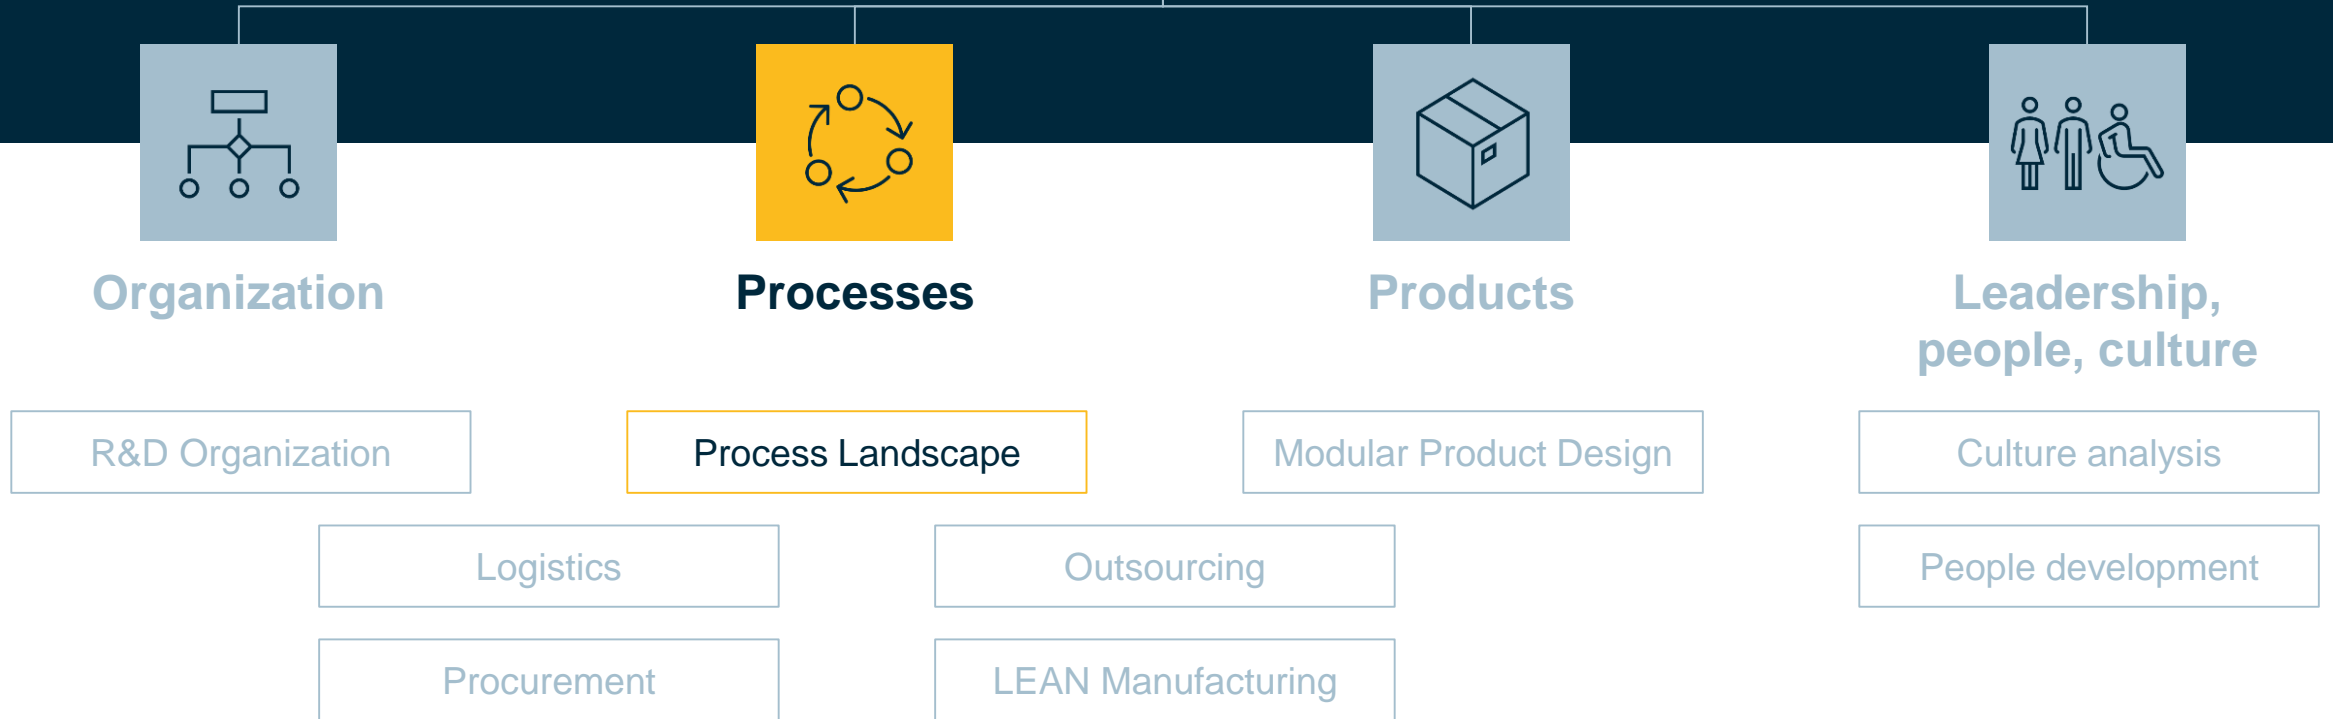 Organization
Processes
Products
Leadership,
people, culture
R&D Organization
Process Landscape
Modular Product Design
Culture analysis
Logistics
Outsourcing
People development
Procurement
LEAN Manufacturing